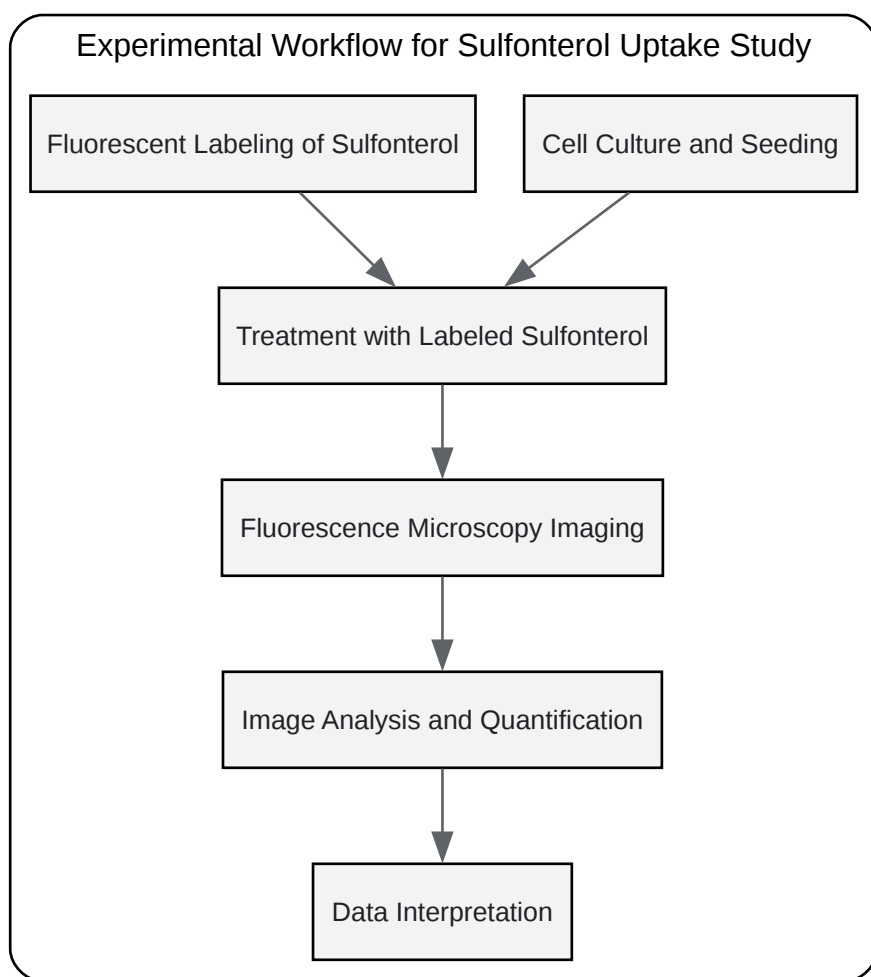 Experimental Workflow for Sulfonterol Uptake Study
Fluorescent Labeling of Sulfonterol
Cell Culture and Seeding
Treatment with Labeled Sulfonterol
Fluorescence Microscopy Imaging
Image Analysis and Quantification
Data Interpretation